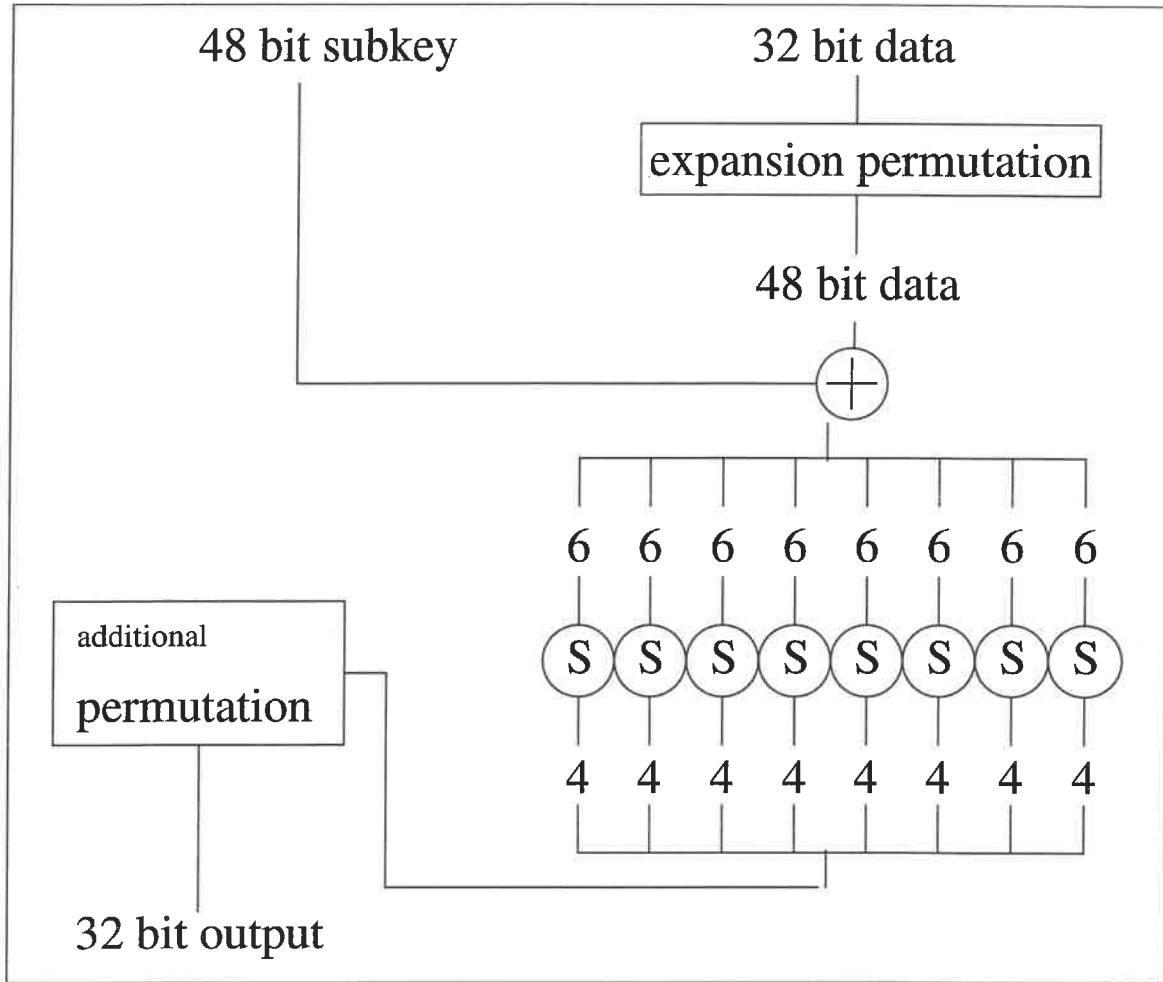 48 bit subkey
32 bit data
expansion permutation
48 bit data
6 6 6 6 6 6 6 6
S S S S S S S S
additional
permutation
4 4 4 4 4 4 4 4
32 bit output